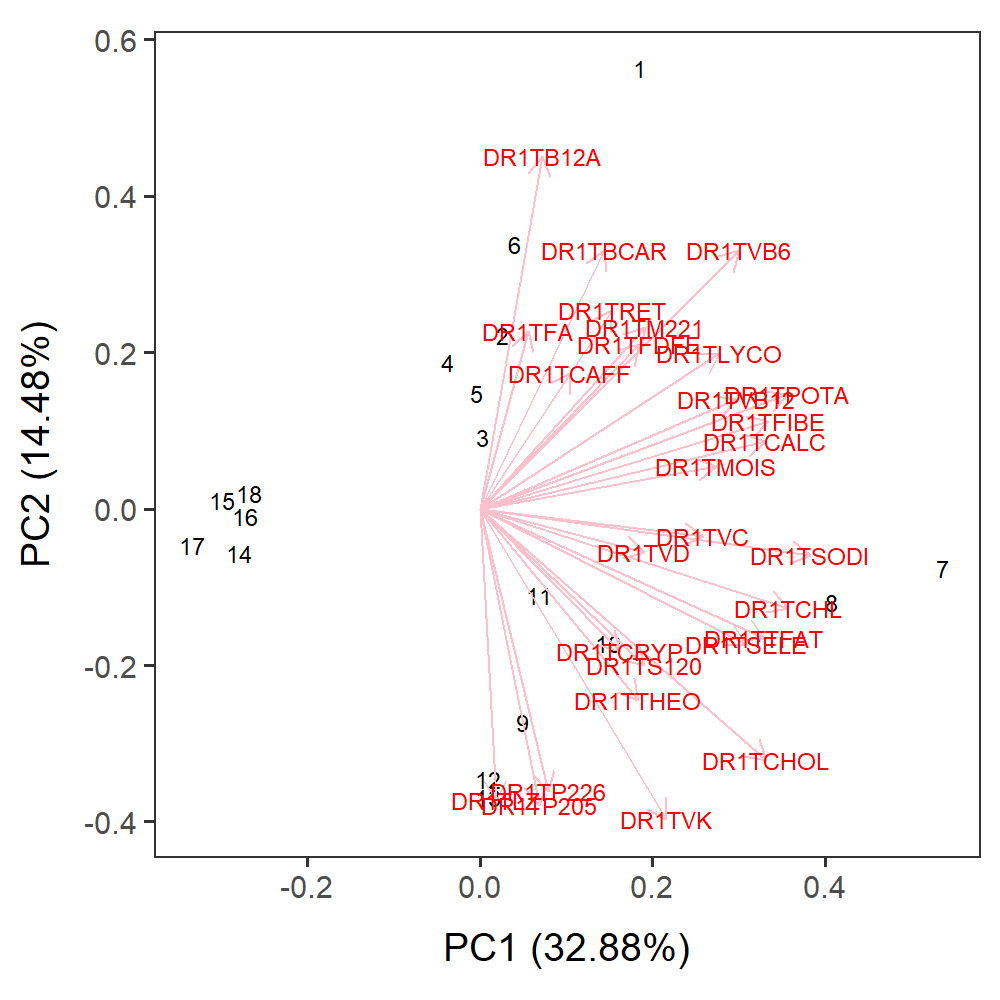 0.6
1
DR1TB12A
0.4
6
DR1TBCAR
DR1TVB6
DR1TRET
DR1TM221
DR1TFA
2
DR1TFDFE
0.2
4
DR1TLYCO
DR1TCAFF
5
DR1TPOTA
DR1TVB12
DR1TFIBE
3
DR1TCALC
DR1TMOIS
15
18
16
0.0
17
14
DR1TVC
DR1TVD
DR1TSODI
7
11
8
DR1TCHL
DR1TTFAT
DR1TSELE
10
DR1TCRYP
-0.2
DR1TS120
DR1TTHEO
9
DR1TCHOL
12
DR1TP226
DR1TP205
-0.4
DR1TVK
-0.2
0.0
0.2
0.4
PC1 (32.88%)
PC2 (14.48%)